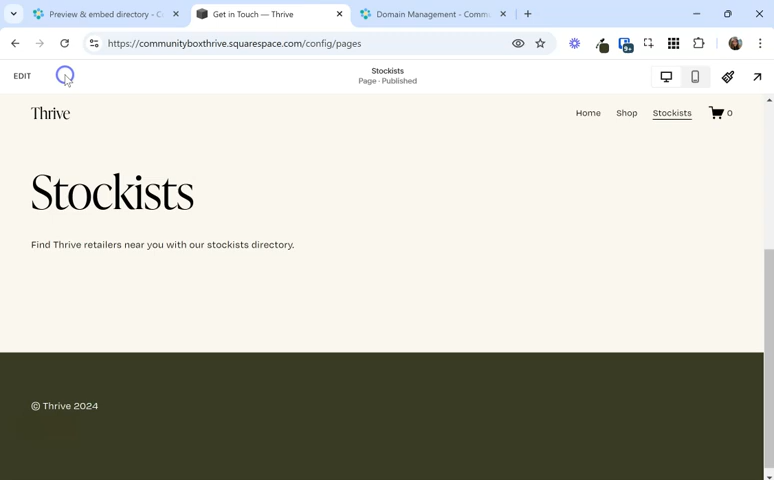 Preview & embed directory - C
Get in Touch — Thrive
Domain Management - Comm
https://communityboxthrive.squarespace.com/config/pages
9+
EDIT
Stockists
Page · Published
Thrive
Home
Shop
Stockists
0
Stockists
Find Thrive retailers near you with our stockists directory.
© Thrive 2024